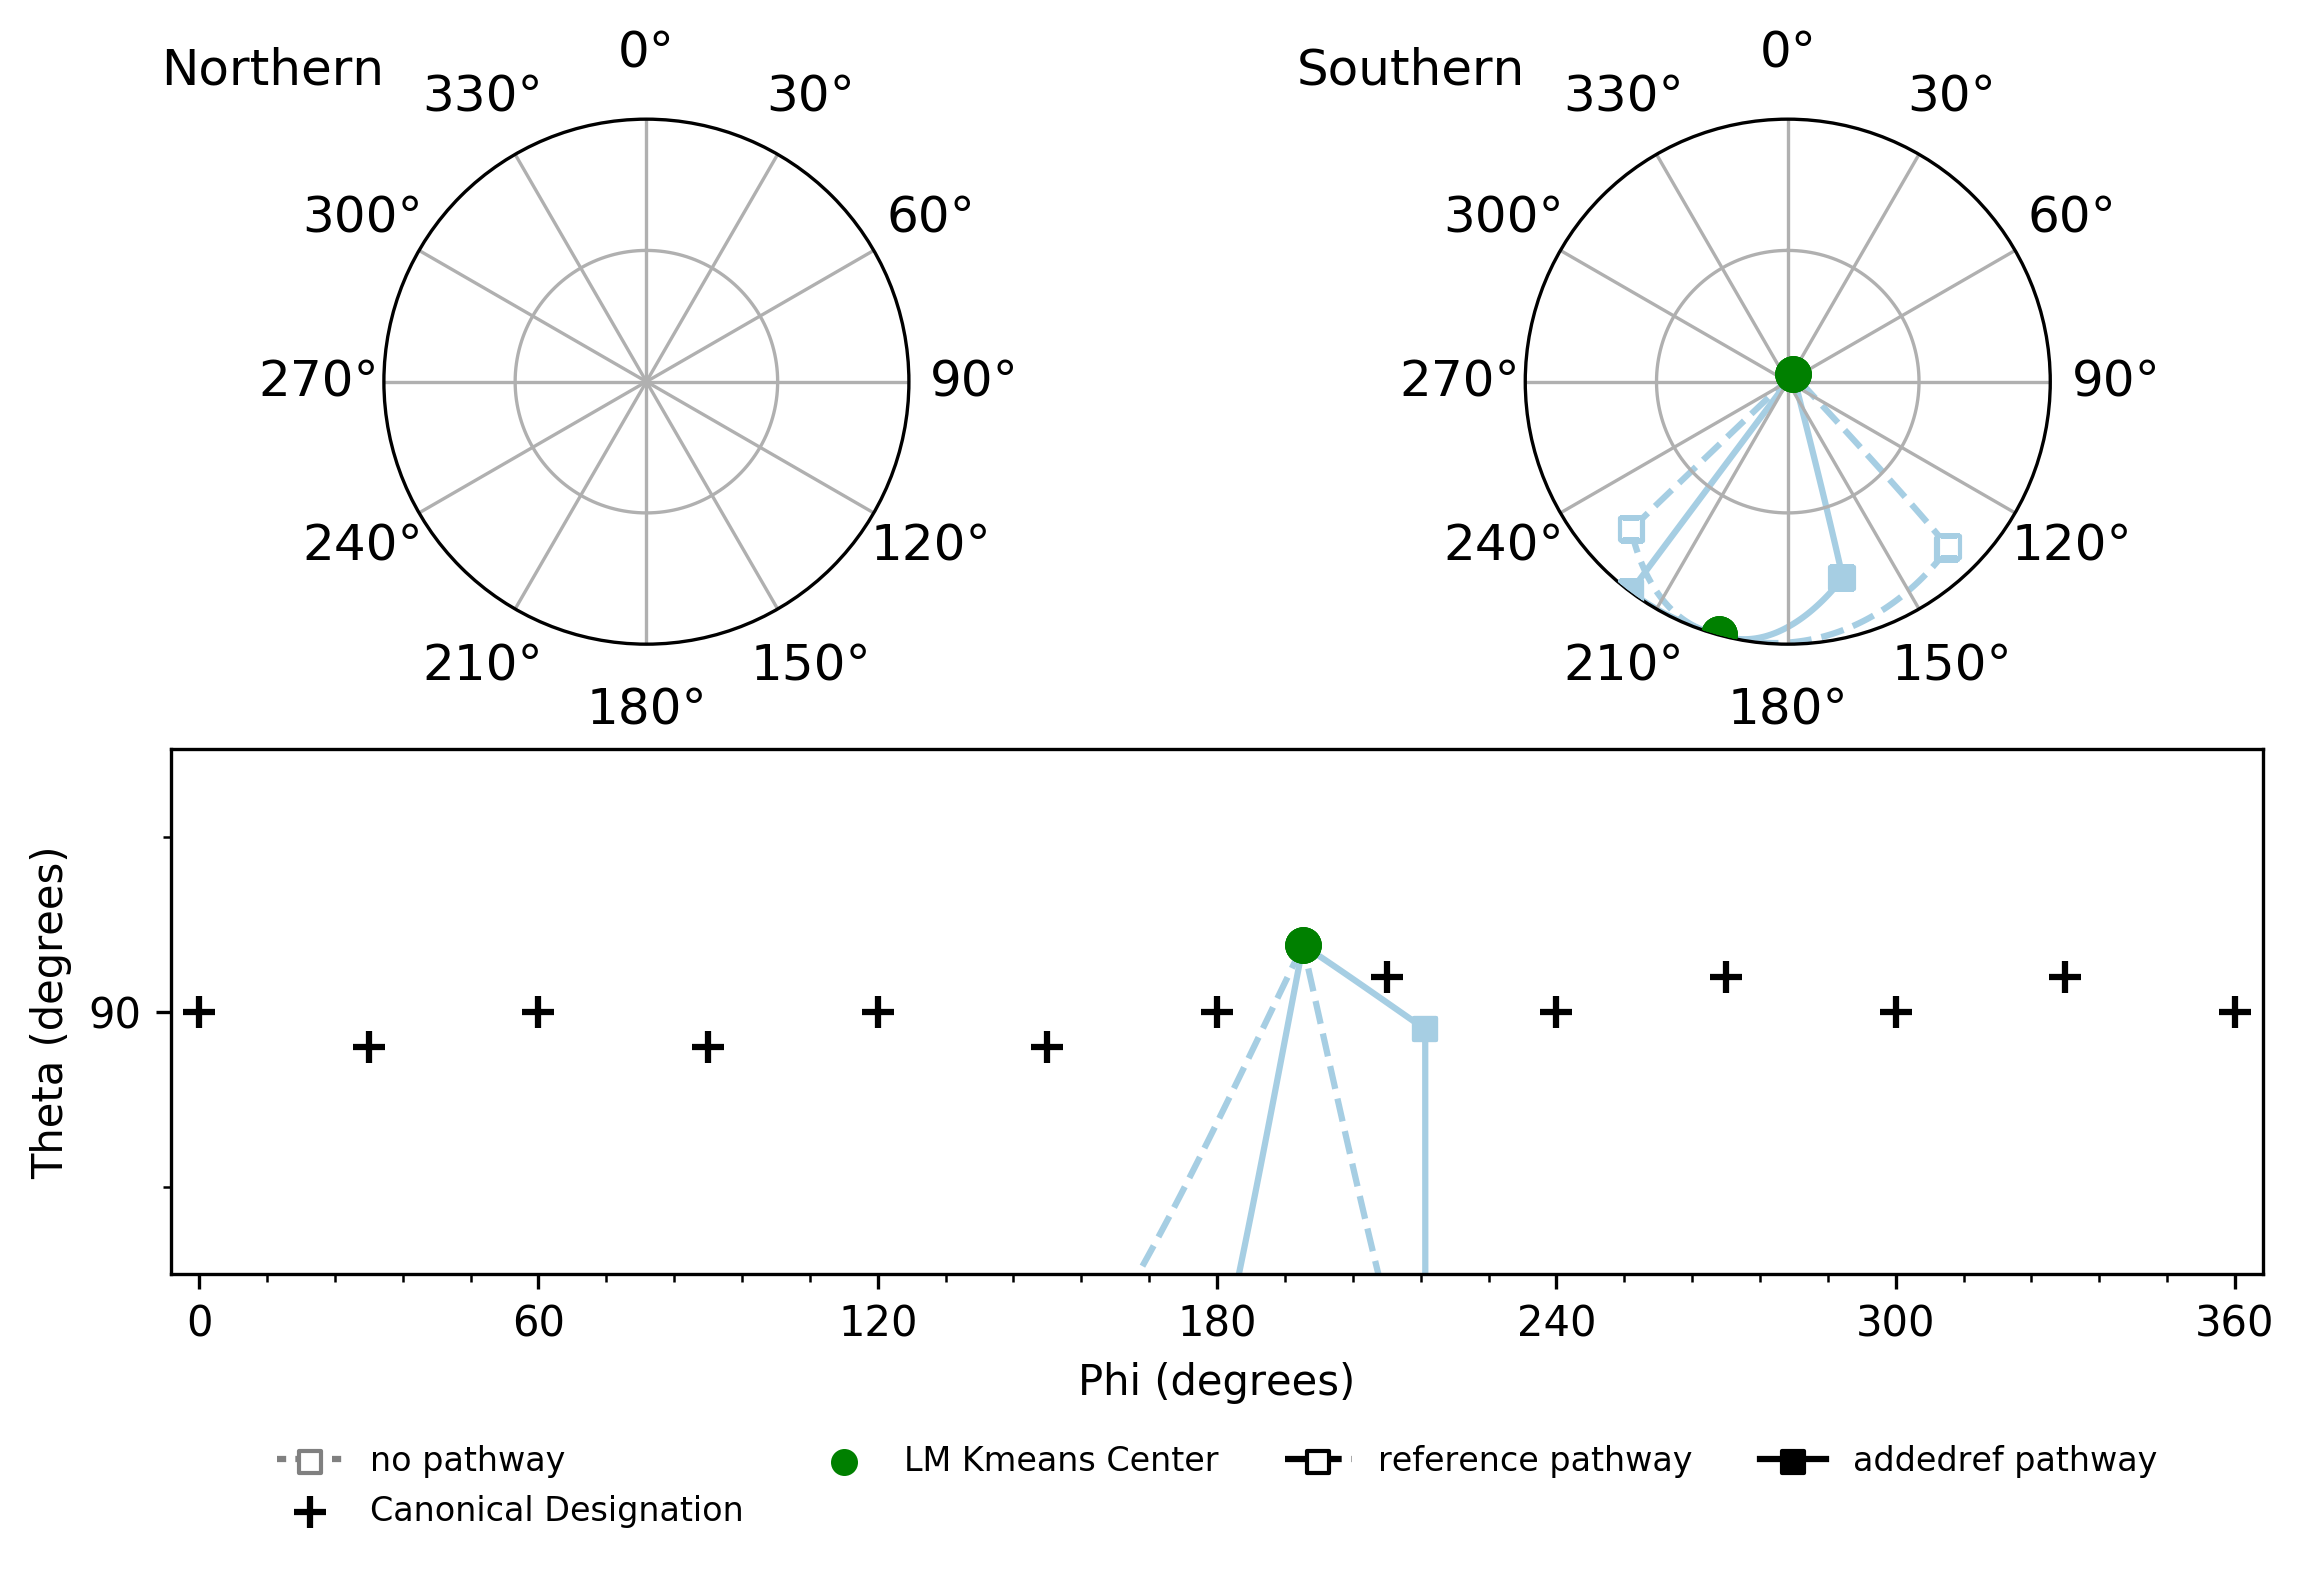 Northern
0°
330°
30°
300°
60°
270°
90°
240°
120°
210°
150°
180°
Southern
0°
330°
30°
300°
60°
270°
90°
240°
120°
210°
150°
180°
Theta (degrees)
90
0 60 120 180 240 300 360
Phi (degrees)
no pathway
Canonical Designation
LM Kmeans Center
reference pathway
addedref pathway